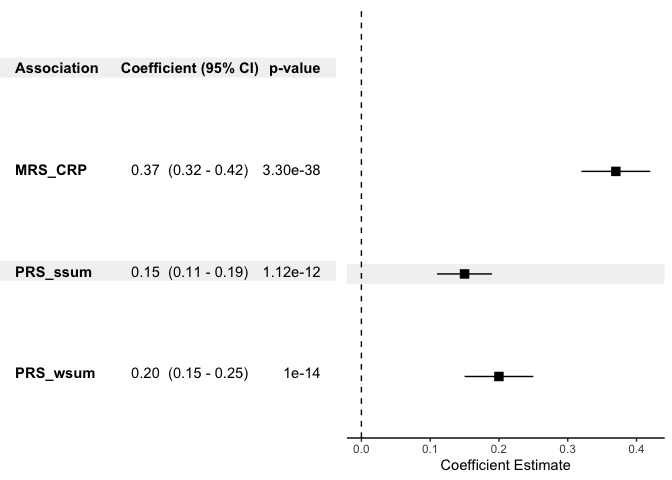 Association Coefficient (95% CI) p-value
MRS_CRP 0.37 (0.32 - 0.42) 3.30e-38
PRS_ssum 0.15 (0.11 - 0.19) 1.12e-12
PRS_wsum 0.20 (0.15 - 0.25) 1e-14
0.0 0.1 0.2 0.3 0.4
Coefficient Estimate